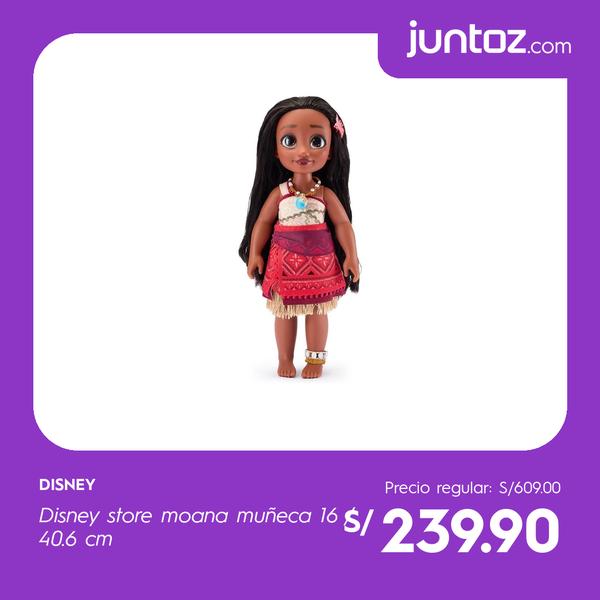 juntoz.com
DISNEY
Disney store moana muñeca 16
40.6 cm
Precio regular: S/609.00
S/ 239.90